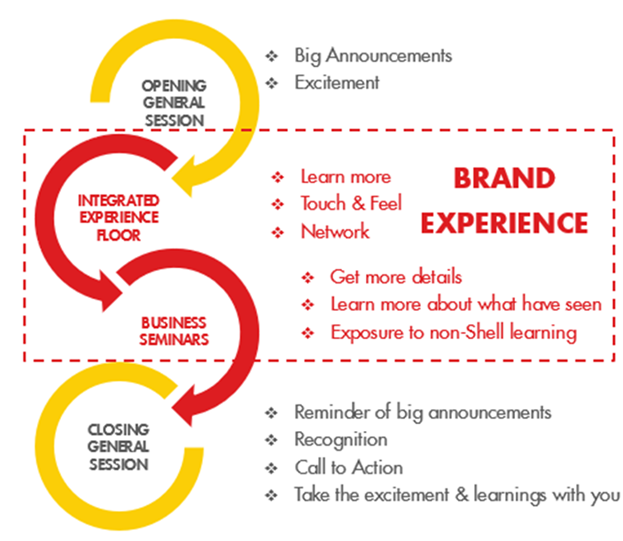 OPENING
GENERAL
SESSION
❖ Big Announcements
❖ Excitement
INTEGRATED
EXPERIENCE
FLOOR
❖ Learn more
❖ Touch & Feel
❖ Network
BRAND
EXPERIENCE
BUSINESS
SEMINARS
❖ Get more details
❖ Learn more about what have seen
❖ Exposure to non-Shell learning
CLOSING
GENERAL
SESSION
❖ Reminder of big announcements
❖ Recognition
❖ Call to Action
❖ Take the excitement & learnings with you